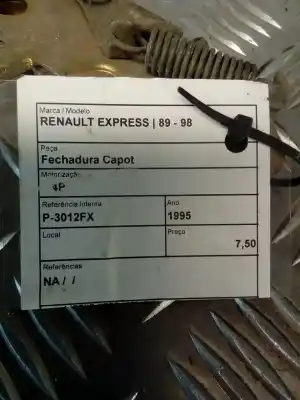 Marca / Modelo
RENAULT EXPRESS | 89 - 98
Peça
Fechadura Capot
Motorização
Referência Interna Ano
P-3012FX 1995
Local Preço
7,50
Referências
NA / /